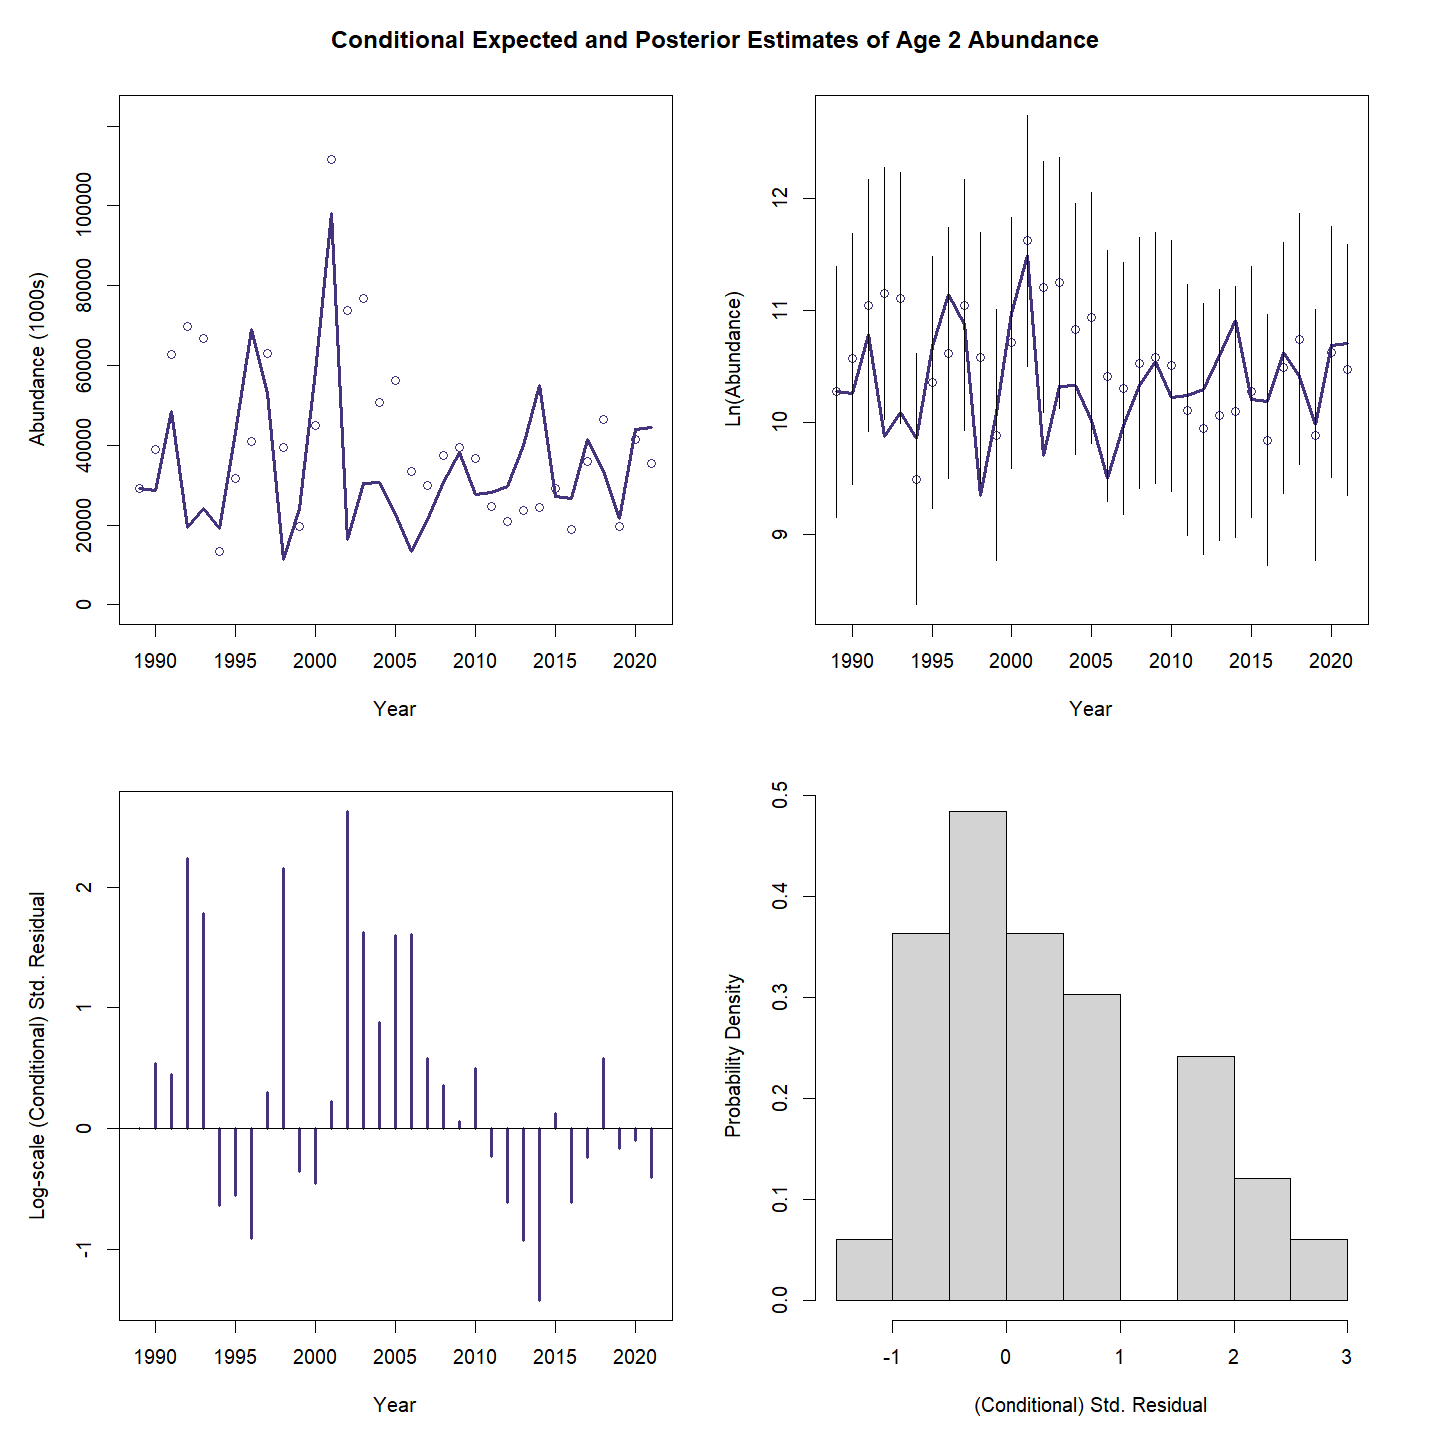 Conditional Expected and Posterior Estimates of Age 2 Abundance
Abundance (1000s)
0 20000 40000 60000 80000 100000
1990 1995 2000 2005 2010 2015 2020
Year
Ln(Abundance)
9 10 11 12
1990 1995 2000 2005 2010 2015 2020
Year
Log-scale (Conditional) Std. Residual
-1 0 1 2
1990 1995 2000 2005 2010 2015 2020
Year
Probability Density
0.0 0.1 0.2 0.3 0.4 0.5
-1 0 1 2 3
(Conditional) Std. Residual